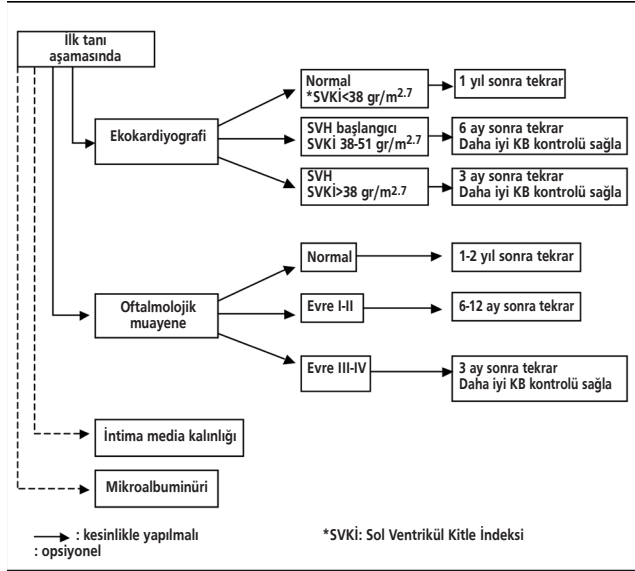 İlk tanı
aşamasında
Ekokardiyografi
Normal
*SVKİ<38 gr/m2.7
1 yıl sonra tekrar
SVH başlangıcı
SVKİ 38-51 gr/m2.7
6 ay sonra tekrar
Daha iyi KB kontrolü sağla
SVH
SVKİ>38 gr/m2.7
3 ay sonra tekrar
Daha iyi KB kontrolü sağla
Oftalmolojik
muayene
Normal
1-2 yıl sonra tekrar
Evre I-II
6-12 ay sonra tekrar
Evre III-IV
3 ay sonra tekrar
Daha iyi KB kontrolü sağla
İntima media kalınlığı
Mikroalbuminüri
: kesinlikle yapılmalı
: opsiyonel
*SVKİ: Sol Ventrikül Kitle İndeksi